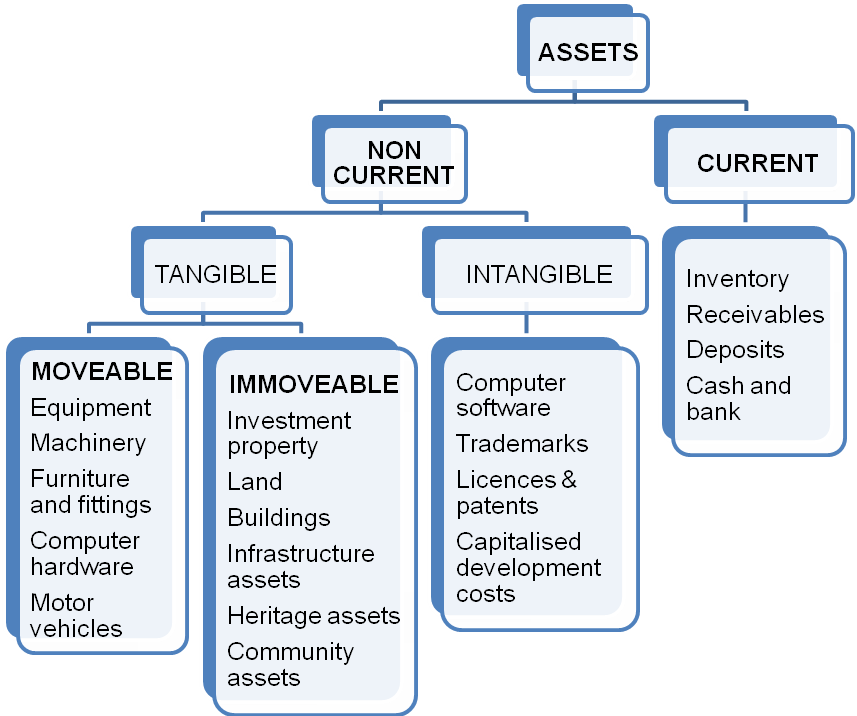 ASSETS
NON
CURRENT
CURRENT
TANGIBLE
INTANGIBLE
MOVEABLE
Equipment
Machinery
Furniture
and fittings
Computer
hardware
Motor
vehicles
IMMOVEABLE
Investment
property
Land
Buildings
Infrastructure
assets
Heritage assets
Community
assets
Computer
software
Trademarks
Licences &
patents
Capitalised
development
costs
Inventory
Receivables
Deposits
Cash and
bank